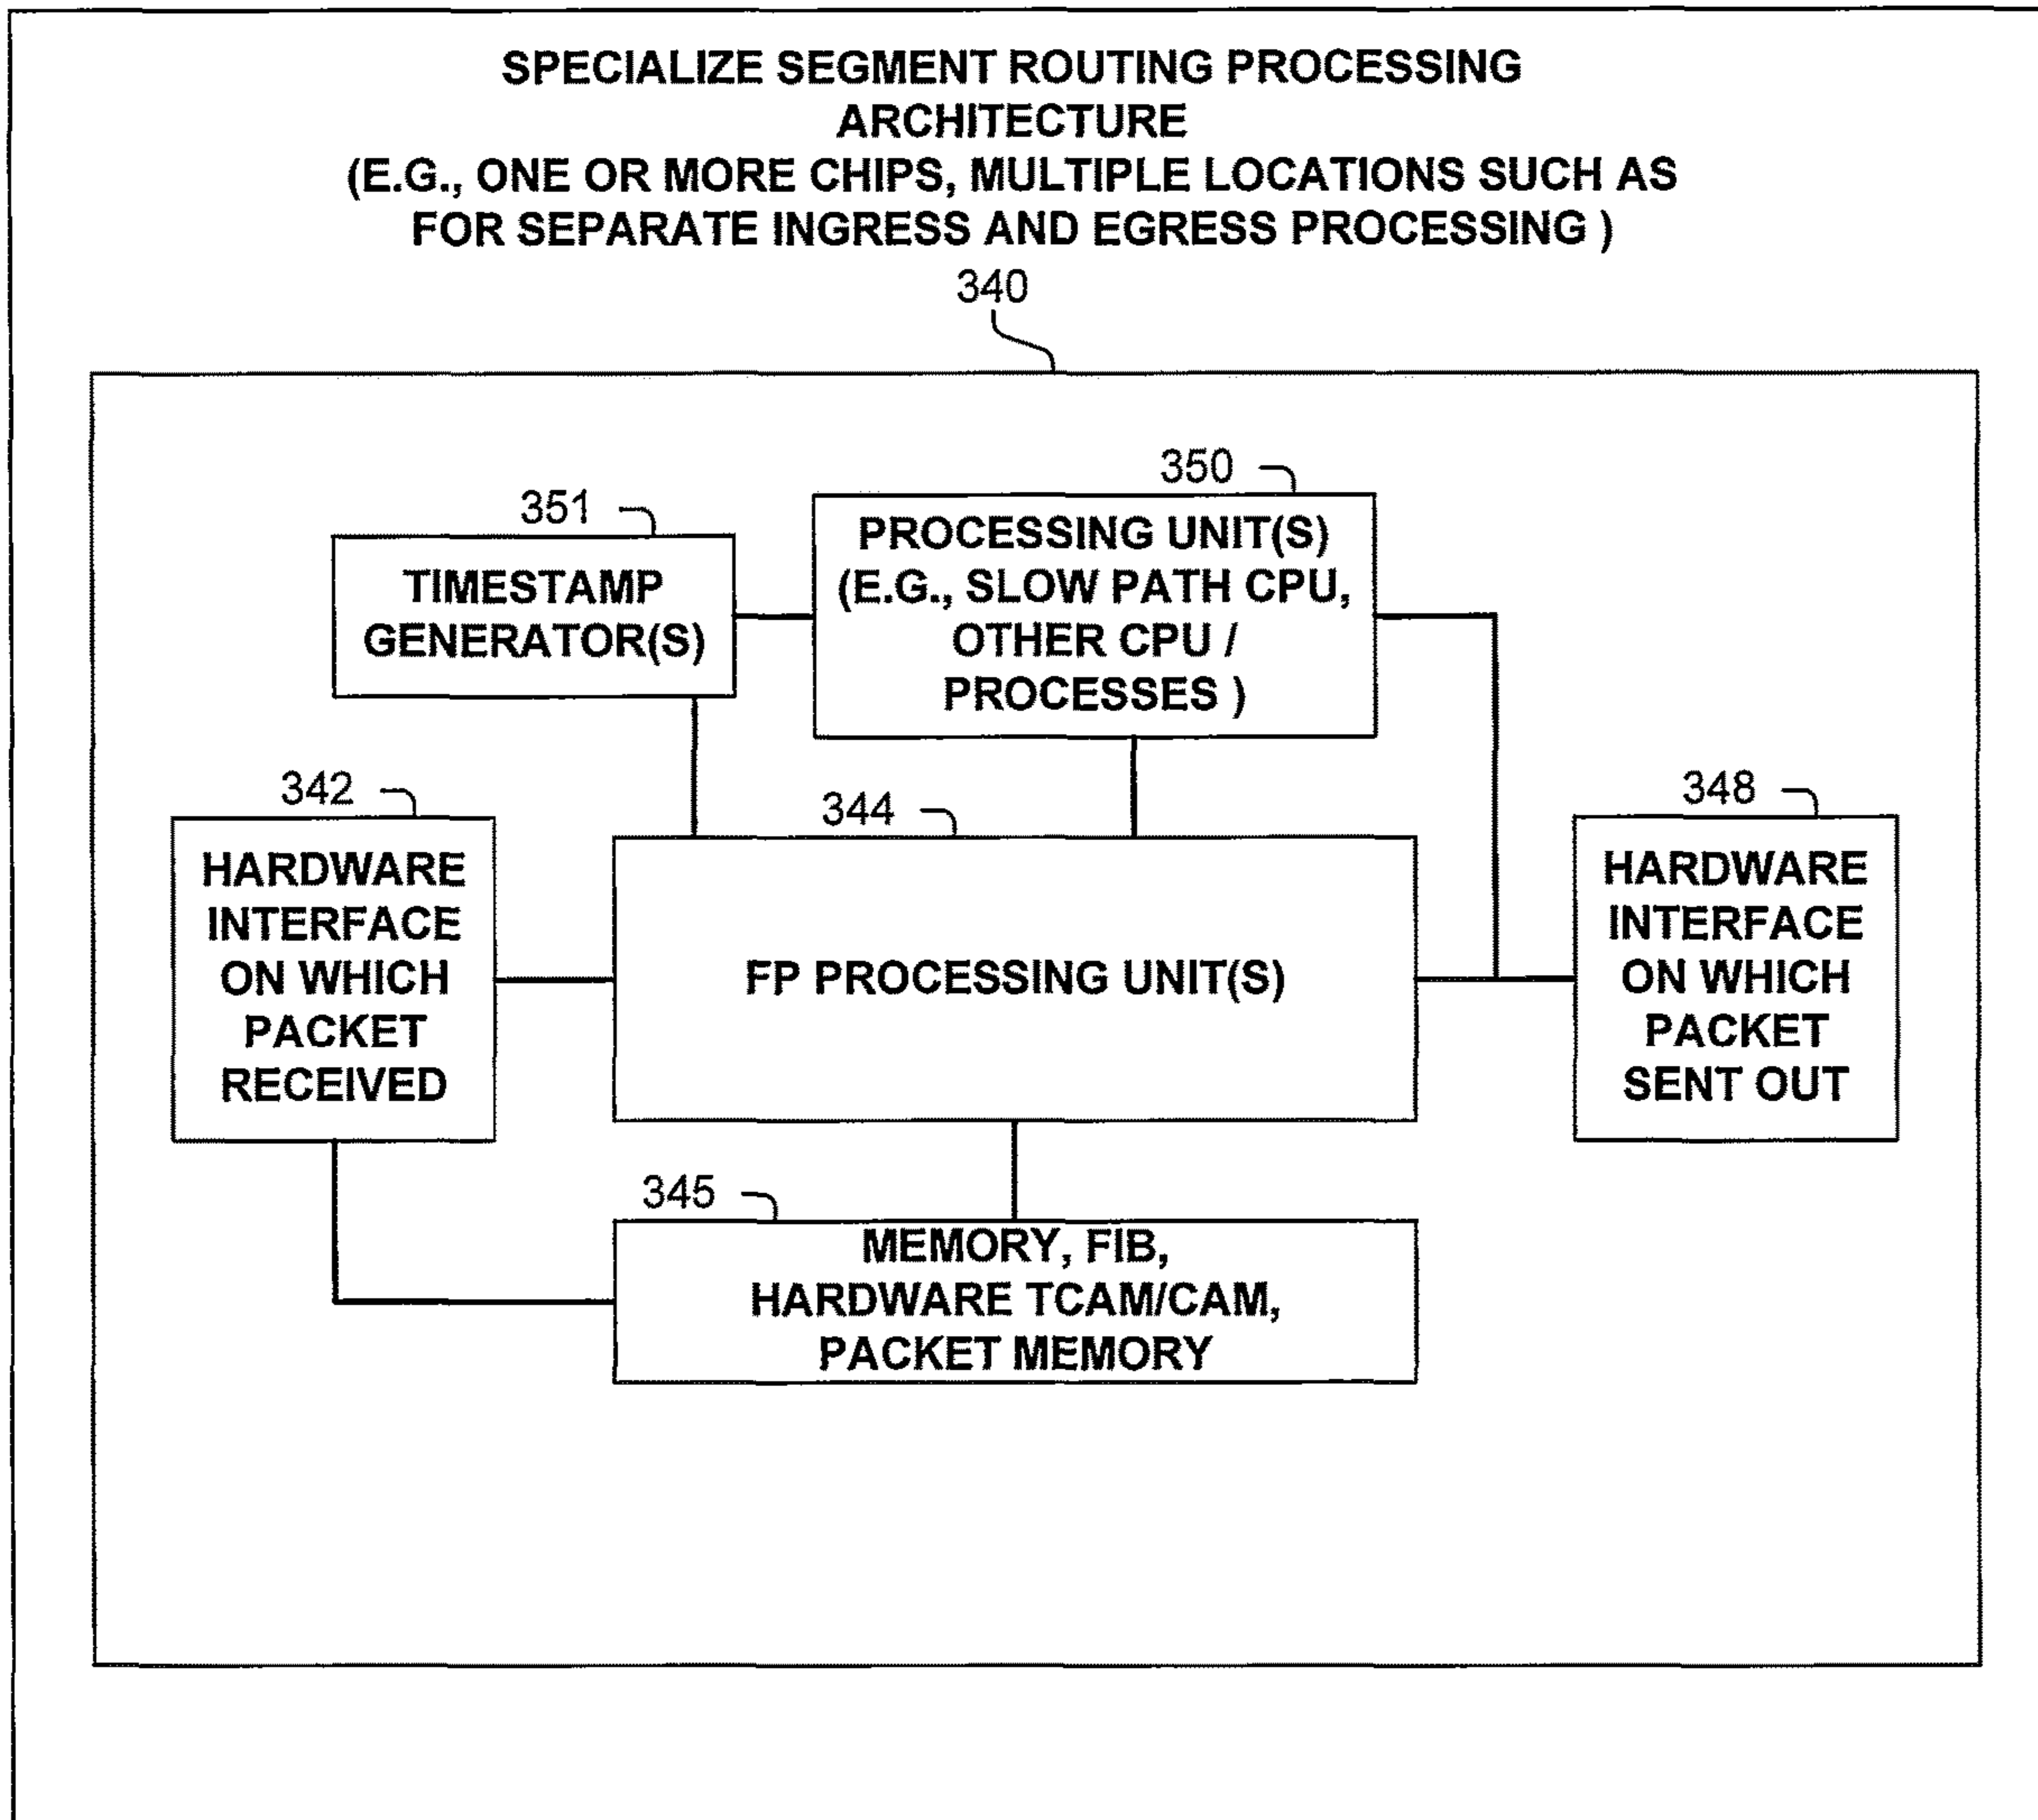 SPECIALIZE SEGMENT ROUTING PROCESSING
ARCHITECTURE
(E.G., ONE OR MORE CHIPS, MULTIPLE LOCATIONS SUCH AS
FOR SEPARATE INGRESS AND EGRESS PROCESSING )
340
350
351
PROCESSING UNIT(S)
(E.G., SLOW PATH CPU,
OTHER CPU /
PROCESSES )
TIMESTAMP
GENERATOR(S)
342
344
348
HARDWARE
INTERFACE
ON WHICH
PACKET
RECEIVED
FP PROCESSING UNIT(S)
HARDWARE
INTERFACE
ON WHICH
PACKET
SENT OUT
345
MEMORY, FIB,
HARDWARE TCAM/CAM,
PACKET MEMORY